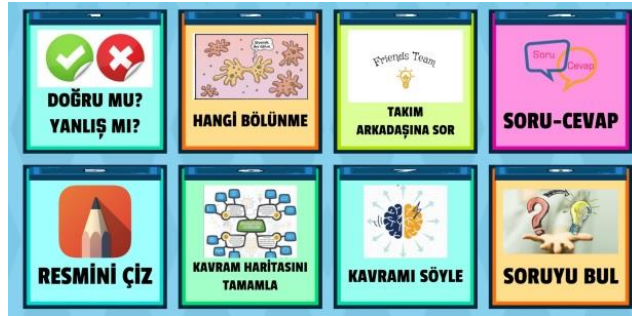 DOĞRU MU?
YANLIŞ MI?
HANGİ BÖLÜNME
Friends Team
TAKIM
ARKADAŞINA SOR
Soru
Cevap
SORU-CEVAP
RESMİNİ ÇİZ
KAVRAM HARİTASINI
TAMAMLA
KAVRAMI SÖYLE
SORUYU BUL